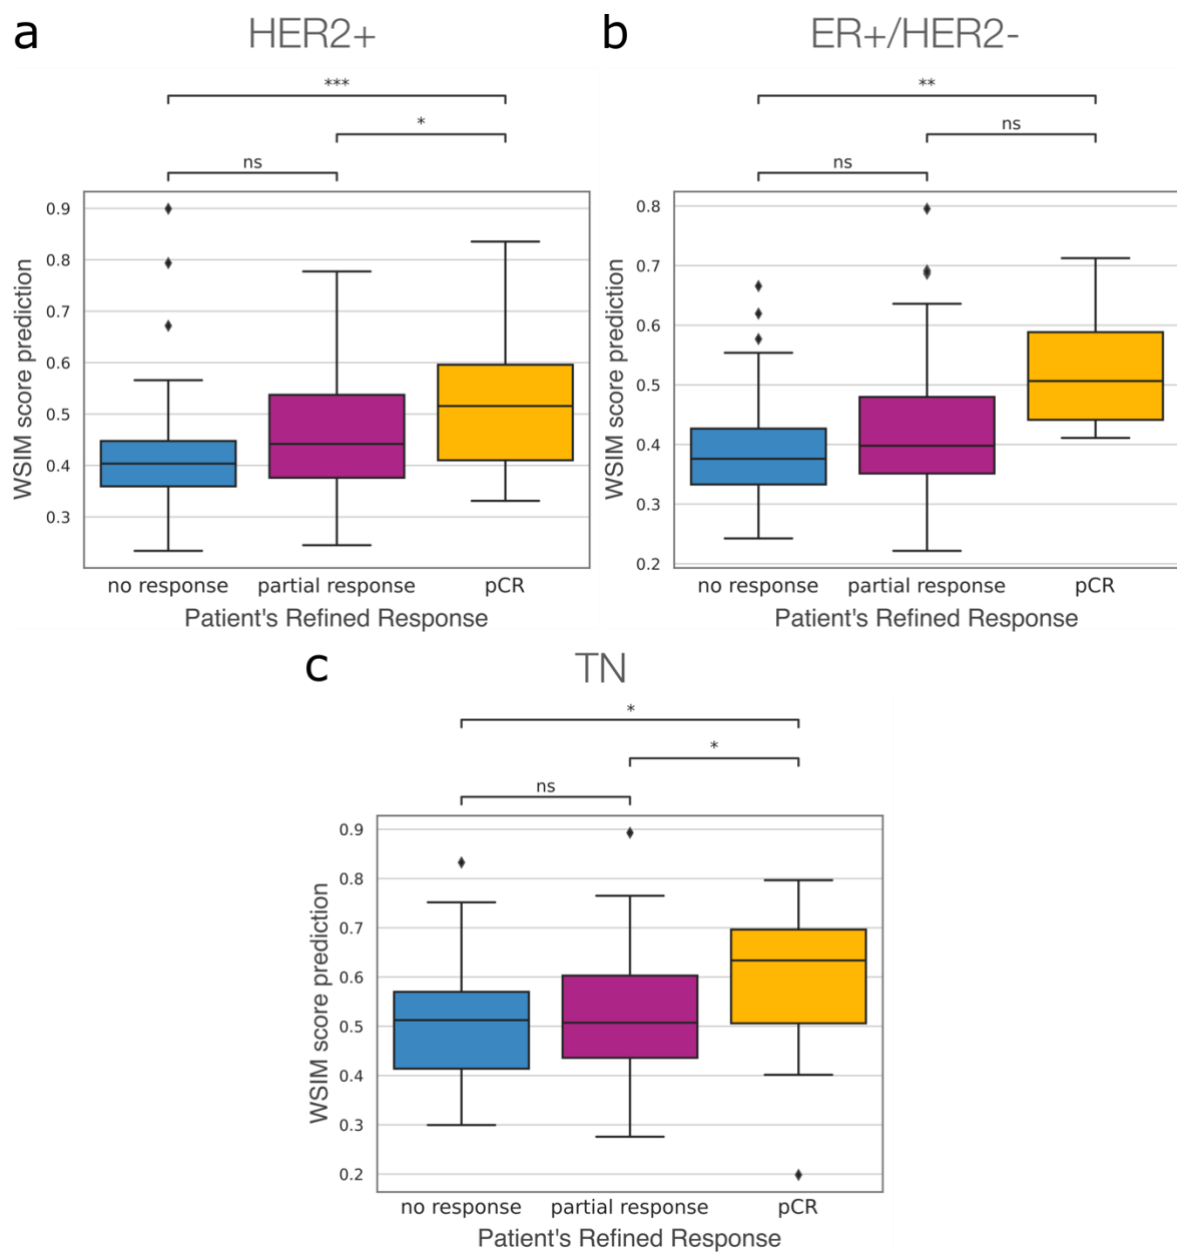 a
HER2+
***
*
ns
0.9
0.8
0.7
0.6
0.5
0.4
0.3
WSIM score prediction
no response partial response pCR
Patient's Refined Response
b
ER+/HER2-
**
ns
ns
0.8
0.7
0.6
0.5
0.4
0.3
0.2
WSIM score prediction
no response partial response pCR
Patient's Refined Response
c
TN
*
*
ns
0.9
0.8
0.7
0.6
0.5
0.4
0.3
0.2
WSIM score prediction
no response partial response pCR
Patient's Refined Response